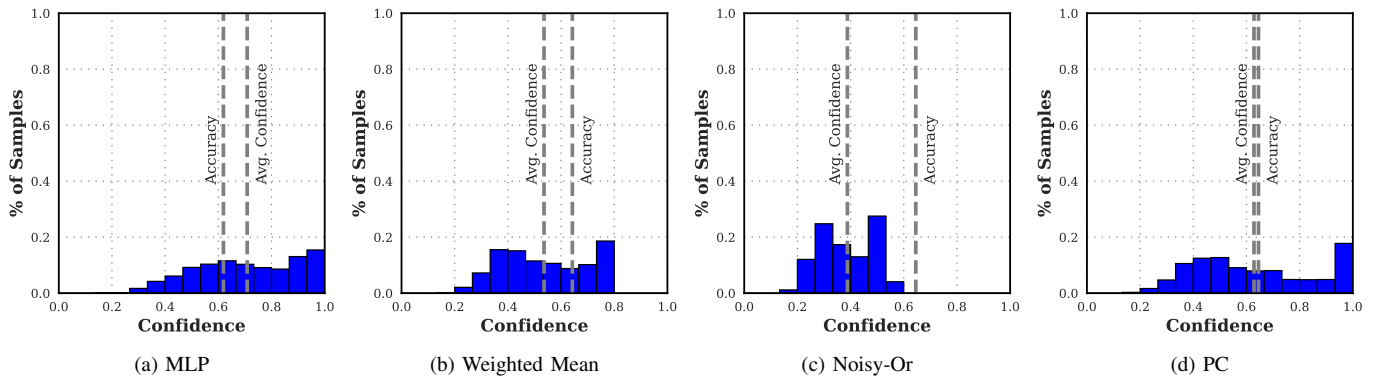 % of Samples
1.0
0.8
0.6
0.4
0.2
0.0
Accuracy
Avg. Confidence
0.0 0.2 0.4 0.6 0.8 1.0
Confidence
(a) MLP
% of Samples
1.0
0.8
0.6
0.4
0.2
0.0
Avg. Confidence
Accuracy
0.0 0.2 0.4 0.6 0.8 1.0
Confidence
(b) Weighted Mean
% of Samples
1.0
0.8
0.6
0.4
0.2
0.0
Avg. Confidence
Accuracy
0.0 0.2 0.4 0.6 0.8 1.0
Confidence
(c) Noisy-Or
% of Samples
1.0
0.8
0.6
0.4
0.2
0.0
Avg. Confidence
Accuracy
0.0 0.2 0.4 0.6 0.8 1.0
Confidence
(d) PC